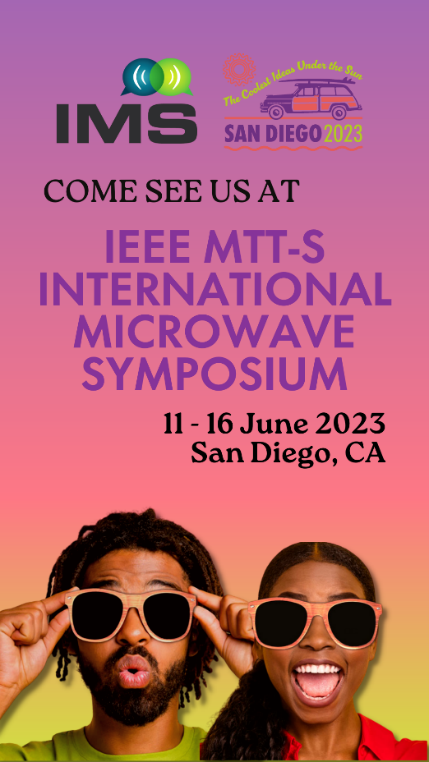 IMS
The Coolest Ideas Under the Sun
SAN DIEGO 2023
COME SEE US AT
IEEE MTT-S
INTERNATIONAL
MICROWAVE
SYMPOSIUM
11 - 16 June 2023
San Diego, CA